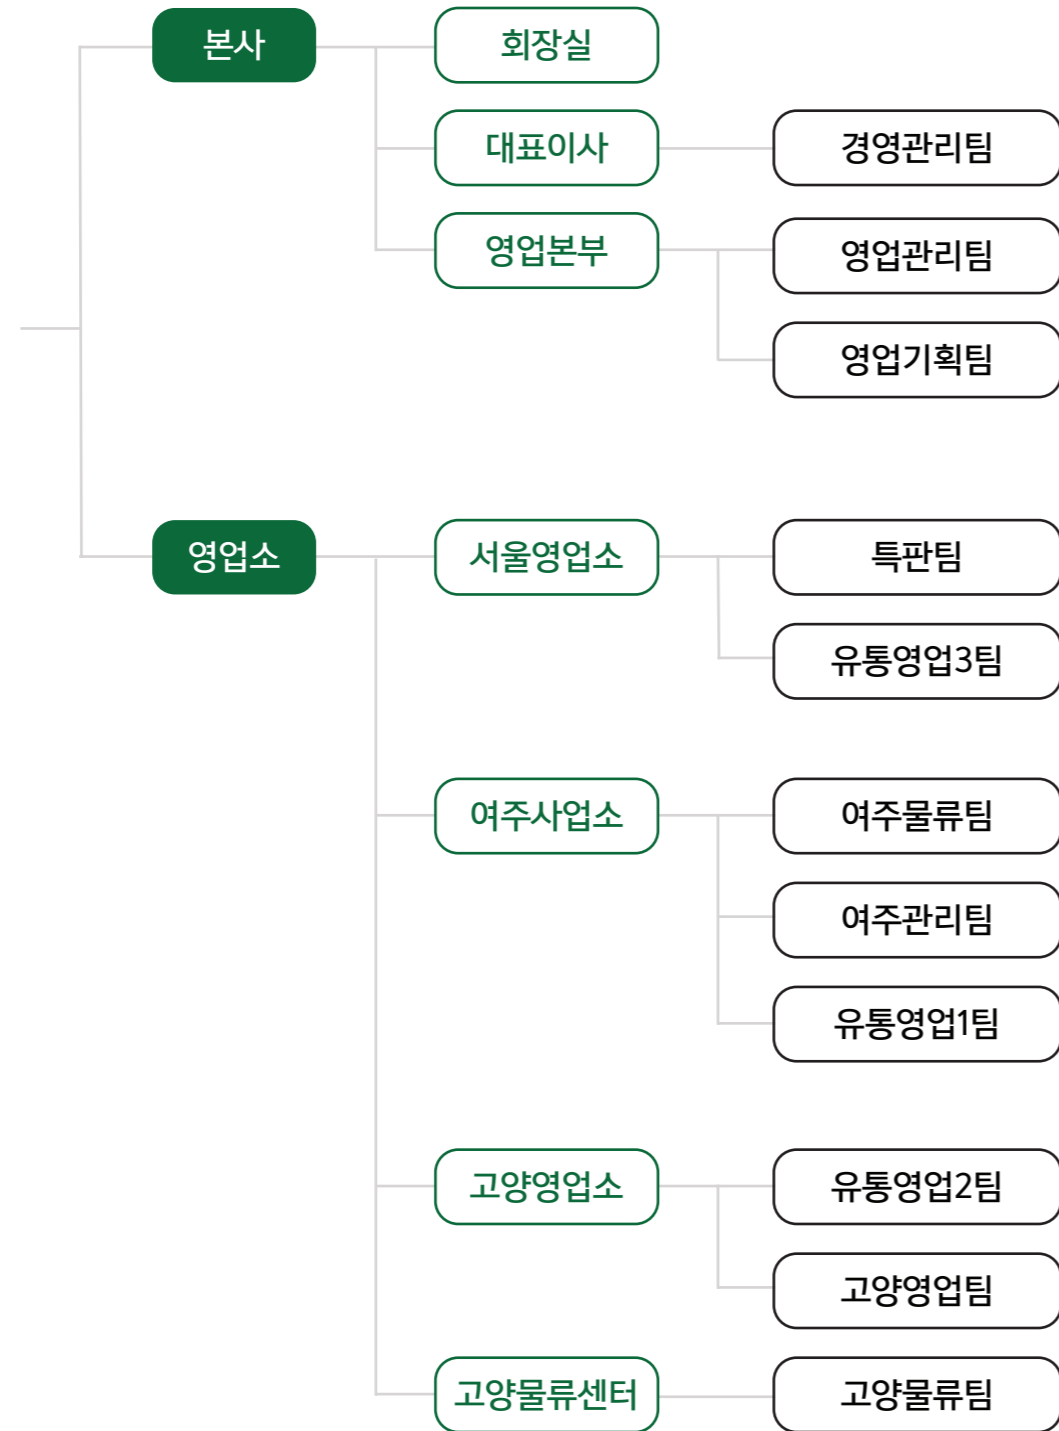 본사
회장실
대표이사
경영관리팀
영업본부
영업관리팀
영업기획팀
영업소
서울영업소
특판팀
유통영업3팀
여주사업소
여주물류팀
여주관리팀
유통영업1팀
고양영업소
유통영업2팀
고양영업팀
고양물류센터
고양물류팀